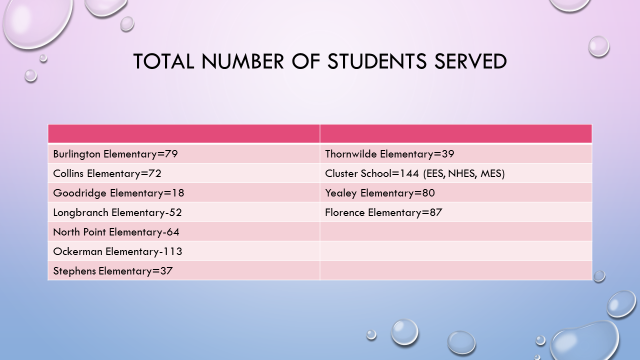 TOTAL NUMBER OF STUDENTS SERVED
Burlington Elementary=79
Thornwilde Elementary=39
Collins Elementary=72
Cluster School=144 (EES, NHES, MES)
Goodridge Elementary=18
Yealey Elementary=80
Longbranch Elementary-52
Florence Elementary=87
North Point Elementary-64
Ockerman Elementary-113
Stephens Elementary=37